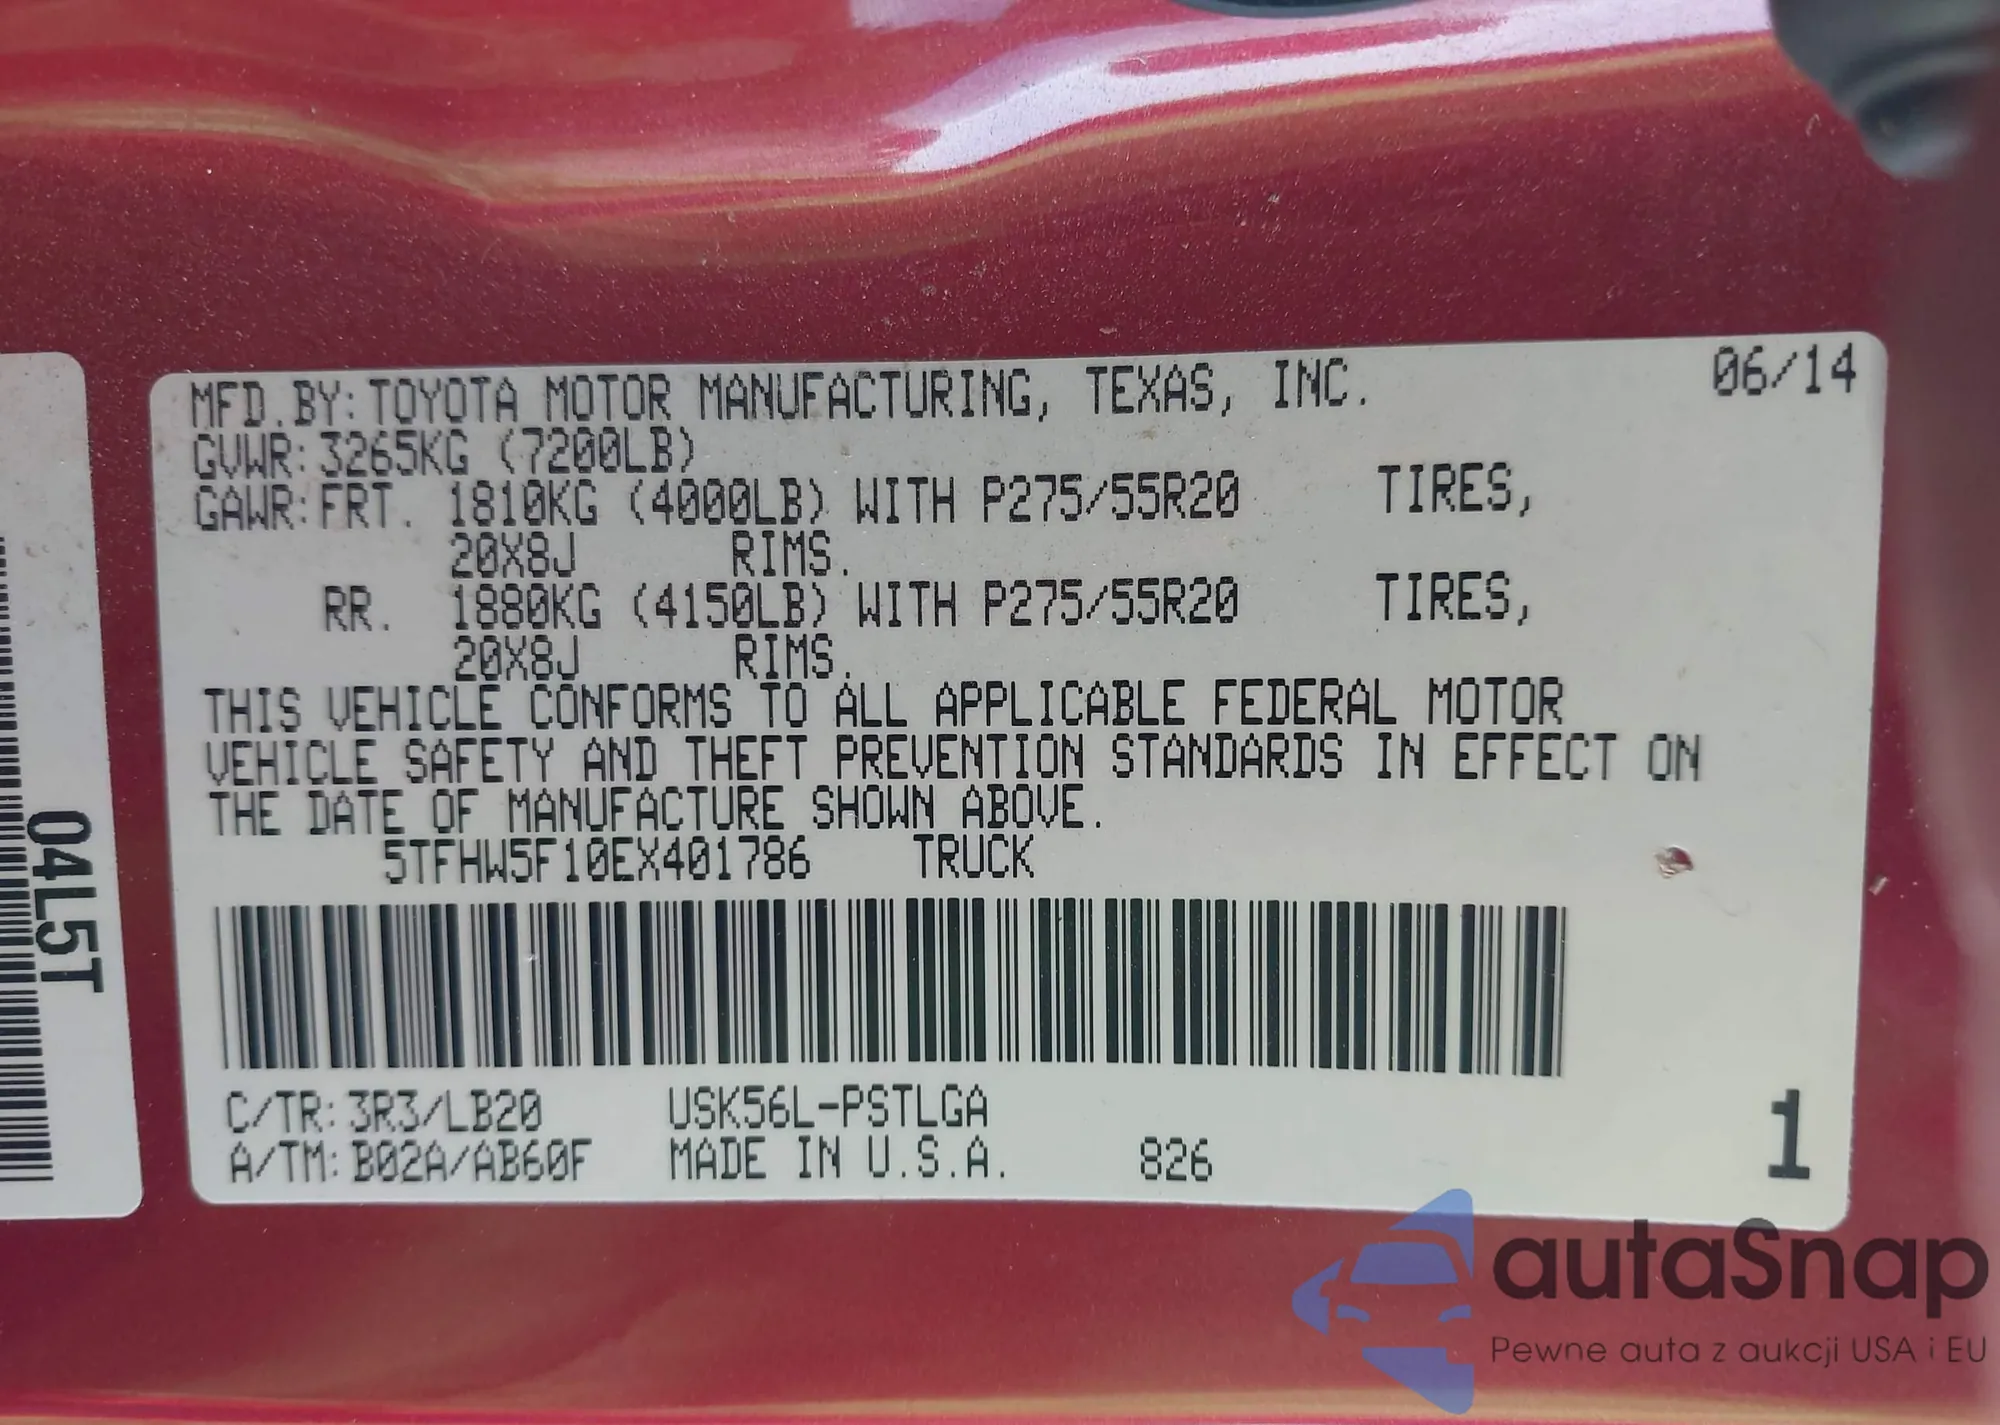 MFD.BY: TOYOTA MOTOR MANUFACTURING, TEXAS, INC. 06/14
GVWR: 3265KG (7200LB)
GAWR: FRT. 1810KG (4000LB) WITH P275/55R20 TIRES,
20X8J RIMS.
RR. 1880KG (4150LB) WITH P275/55R20 TIRES,
20X8J RIMS.
THIS VEHICLE CONFORMS TO ALL APPLICABLE FEDERAL MOTOR
VEHICLE SAFETY AND THEFT PREVENTION STANDARDS IN EFFECT ON
THE DATE OF MANUFACTURE SHOWN ABOVE.
5TFHW5F10EX401786 TRUCK
C/TR: 3R3/LB20 USK56L-PSTLGA
A/TM: B02A/AB60F MADE IN U.S.A. 826
1
04L5T
autaSnap
Pewne auta z aukcji USA i EU